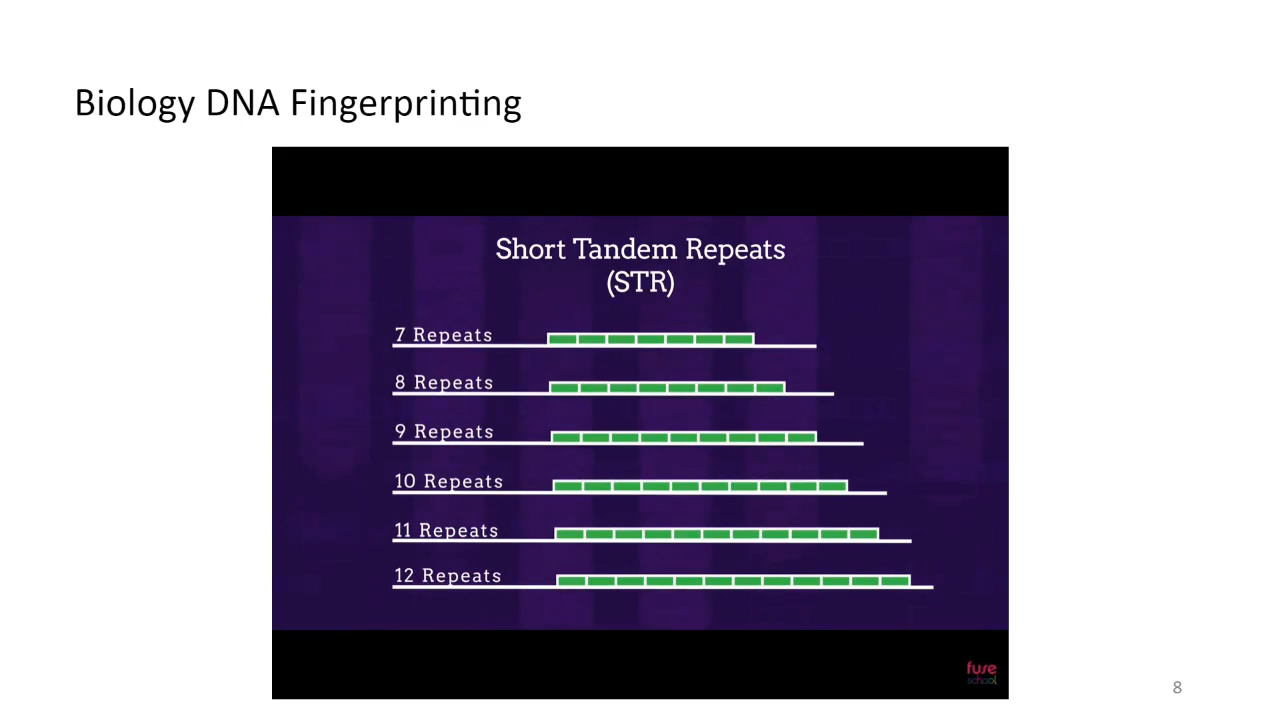 Biology DNA Fingerprinting
Short Tandem Repeats
(STR)
7 Repeats
8 Repeats
9 Repeats
10 Repeats
11 Repeats
12 Repeats
fuse
school
8